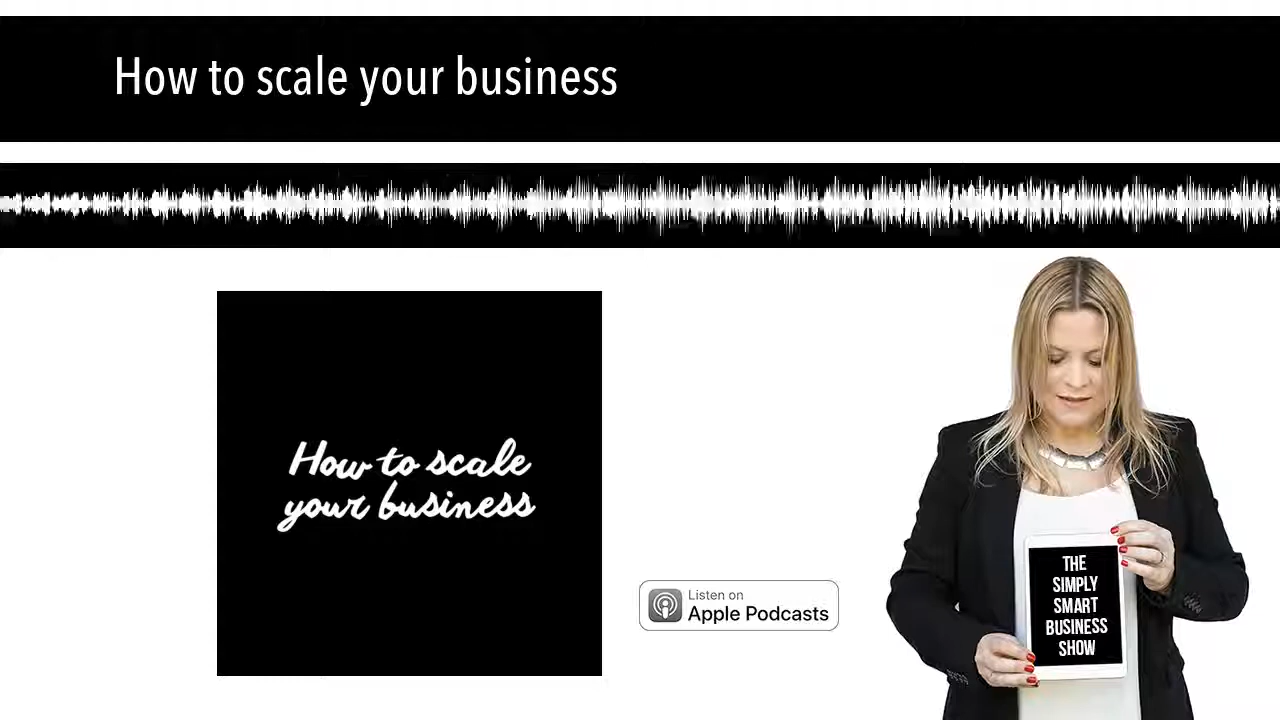 How to scale your business
How to scale
your business
Listen on
Apple Podcasts
THE
SIMPLY
SMART
BUSINESS
SHOW